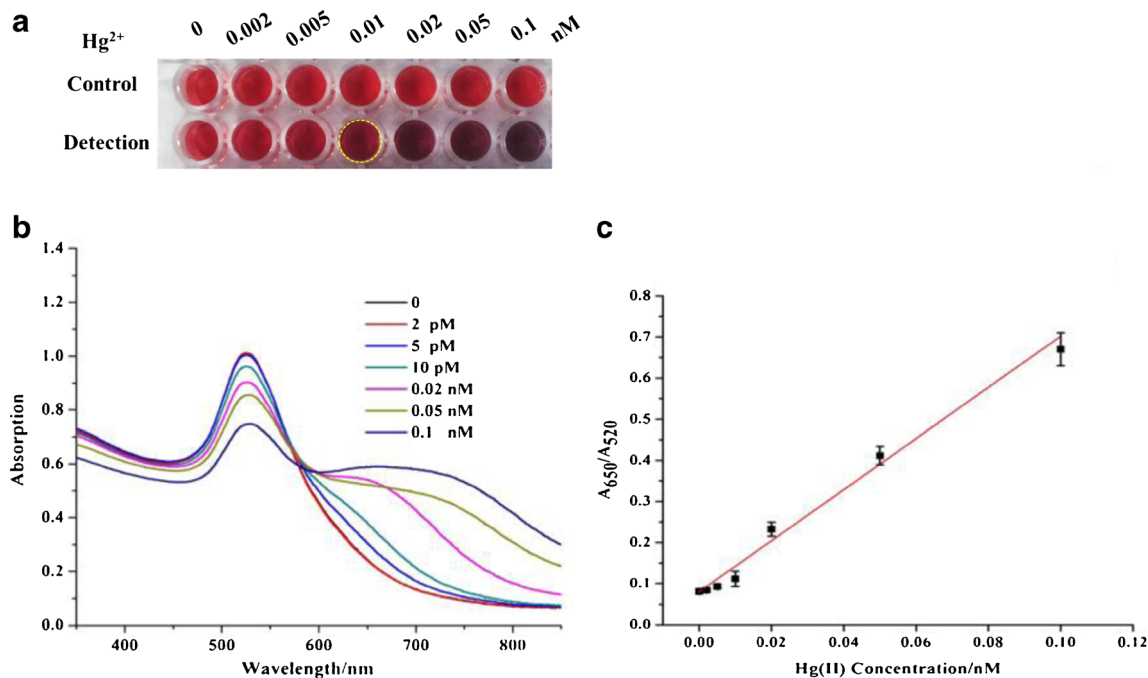 a
Hg²⁺ 0 0.002 0.005 0.01 0.02 0.05 0.1 nM
Control
Detection
b
1.4
1.2
1.0
0.8
0.6
0.4
0.2
0.0
Absorption
0
2 pM
5 pM
10 pM
0.02 nM
0.05 nM
0.1 nM
400 500 600 700 800
Wavelength/nm
c
0.8
0.7
0.6
0.5
0.4
0.3
0.2
0.1
0.0
A₆₅₀/A₅₂₀
0.00 0.02 0.04 0.06 0.08 0.10 0.12
Hg(II) Concentration/nM